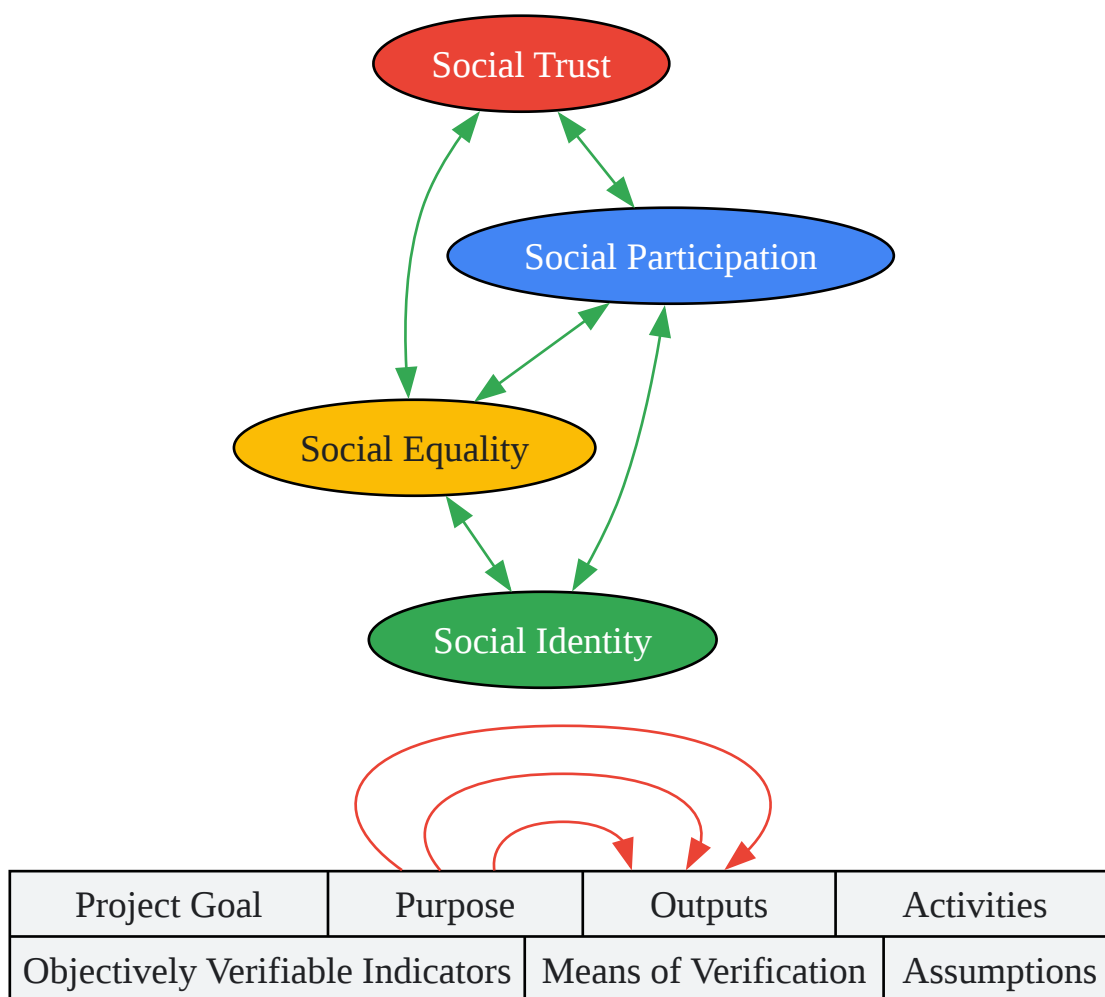 Social Trust
Social Participation
Social Equality
Social Identity
Project Goal
Purpose
Outputs
Activities
Objectively Verifiable Indicators
Means of Verification
Assumptions